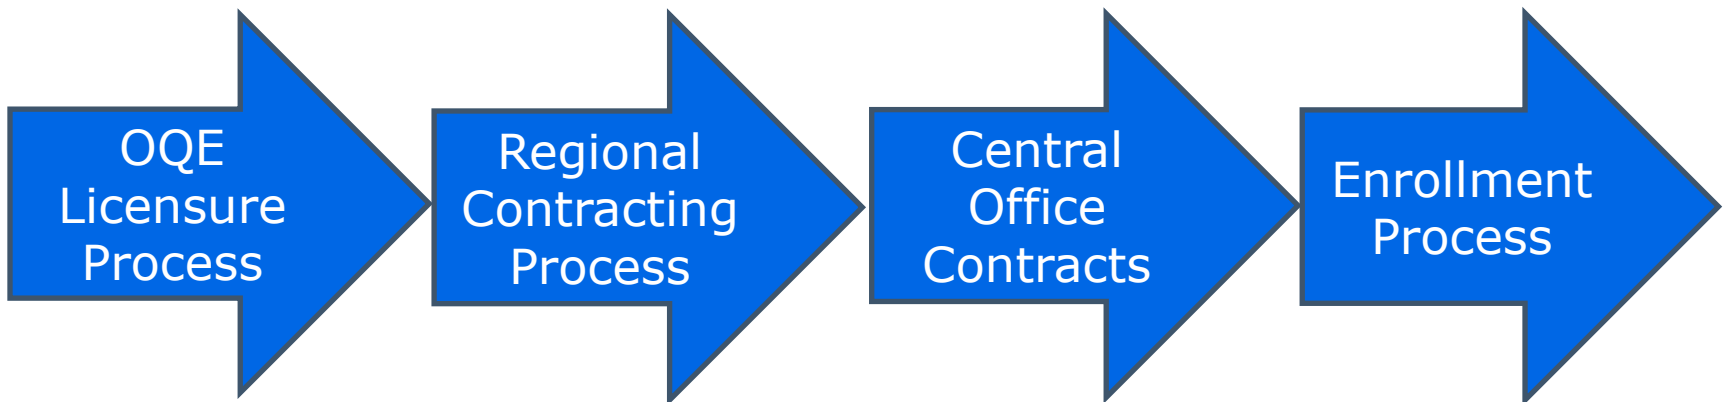 OQE
Licensure
Process
Regional
Contracting
Process
Central
Office
Contracts
Enrollment
Process